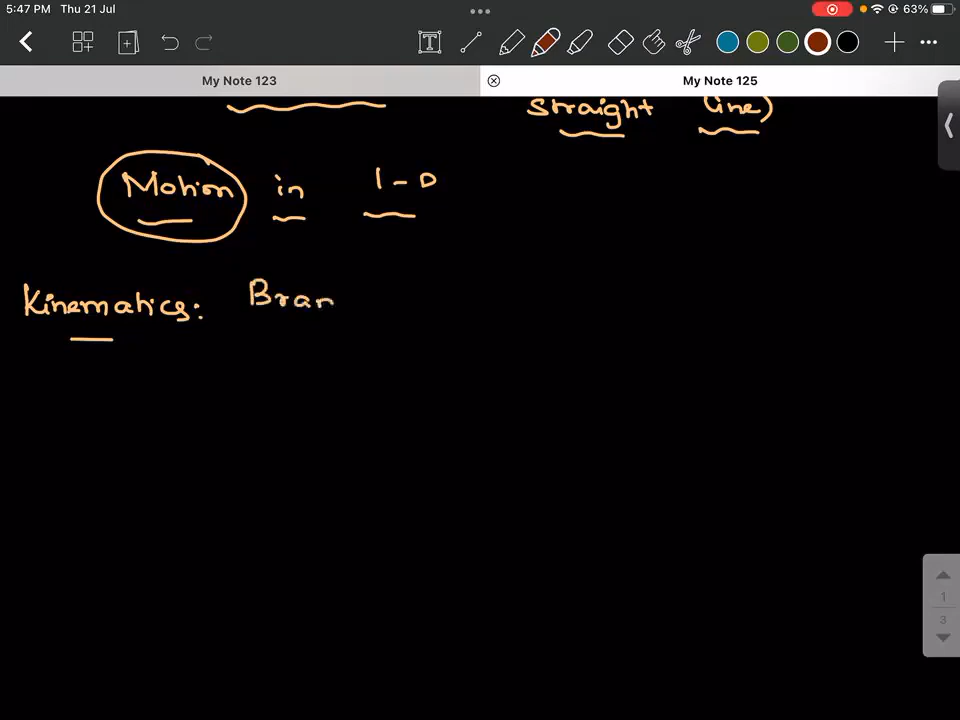 5:47 PM Thu 21 Jul 63%
My Note 123 My Note 125
straight line)
Motion in 1-D
Kinematics: Bran
1
3